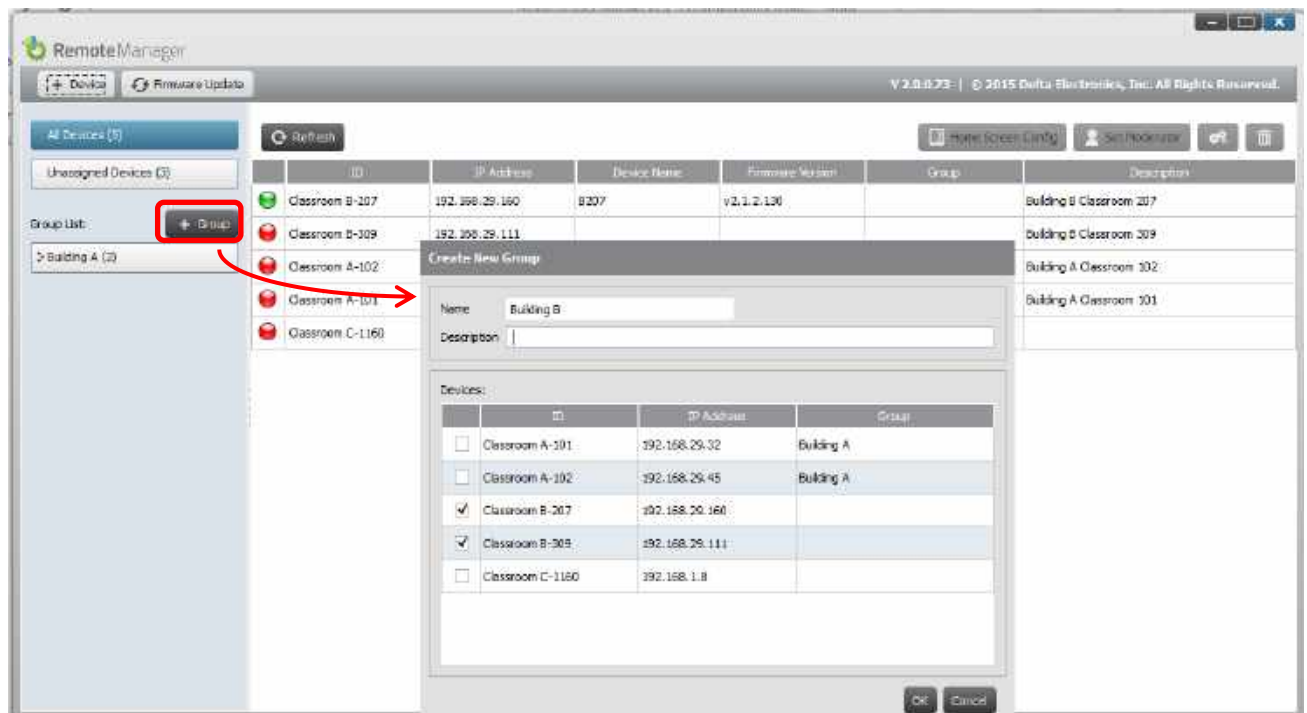 RemoteManager
+ Device Firmware Update V 2.0.0.23 | © 2015 Delta Electronics, Inc. All Rights Reserved.
All Devices (5) Refresh Home Screen Config Set Moderator
Unassigned Devices (3) ID IP Address Device Name Firmware Version Group Description
Classroom B-207 192.168.29.160 B207 v2.1.2.130 Building B Classroom 207
Group List: + Group Classroom B-309 192.168.29.111 Building B Classroom 309
> Building A (2) Classroom A-102 Building A Classroom 102
Classroom A-101 Building A Classroom 101
Classroom C-1160
Create New Group
Name Building B
Description
Devices:
ID IP Address Group
Classroom A-101 192.168.29.32 Building A
Classroom A-102 192.168.29.45 Building A
Classroom B-207 192.168.29.160
Classroom B-309 192.168.29.111
Classroom C-1160 192.168.1.8
OK Cancel